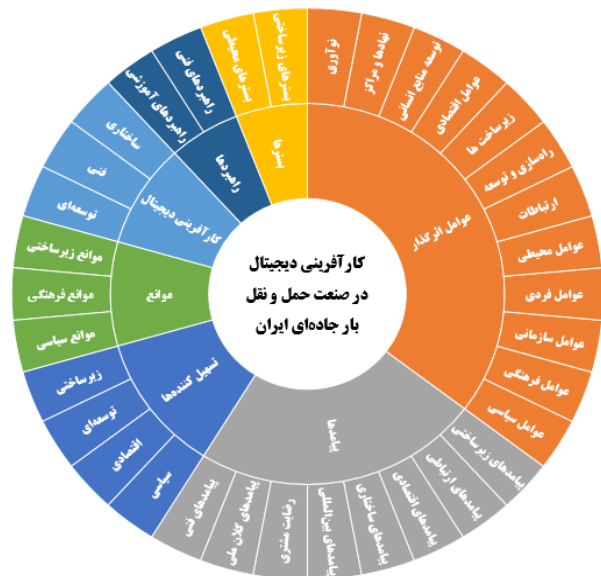 کارآفرینی دیجیتال
در صنعت حمل و نقل
بار جاده‌ای ایران
عوامل اثرگذار
نوآوری
نهادها و مراکز
توسعه منابع انسانی
عوامل اقتصادی
زیرساخت ها
راه‌سازی و توسعه
ارتباطات
عوامل محیطی
عوامل فردی
عوامل سازمانی
عوامل فرهنگی
عوامل سیاسی
پیامدها
پیامدهای زیرساختی
پیامدهای ارتباطی
پیامدهای اقتصادی
پیامدهای ساختاری
پیامدهای بین‌المللی
رضایت مشتری
پیامدهای کلان ملی
پیامدهای فنی
تسهیل کننده‌ها
سیاسی
اقتصادی
توسعه‌ای
زیرساختی
موانع
موانع سیاسی
موانع فرهنگی
موانع زیرساختی
کارآفرینی دیجیتال
توسعه‌ای
فنی
ساختاری
راهبردها
راهبردهای آموزشی
راهبردهای فنی
بسترها
بسترهای محیطی
بسترهای زیرساختی